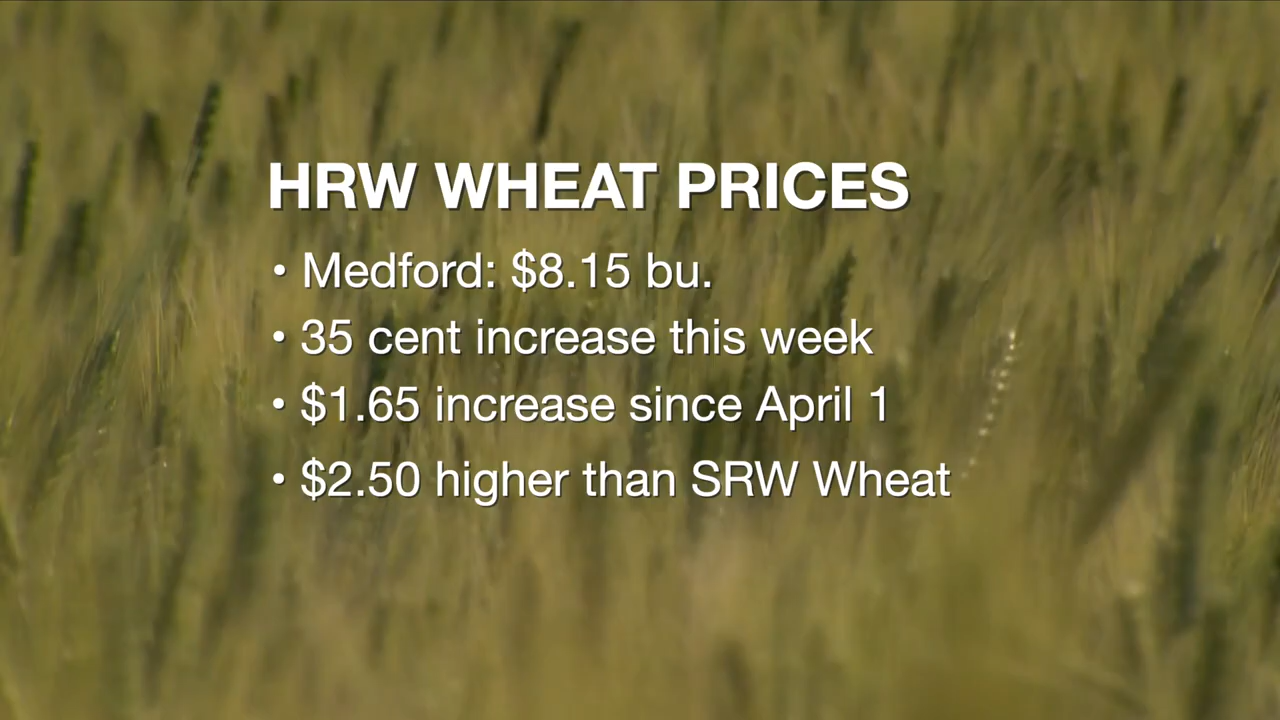 HRW WHEAT PRICES
• Medford: $8.15 bu.
• 35 cent increase this week
• $1.65 increase since April 1
• $2.50 higher than SRW Wheat